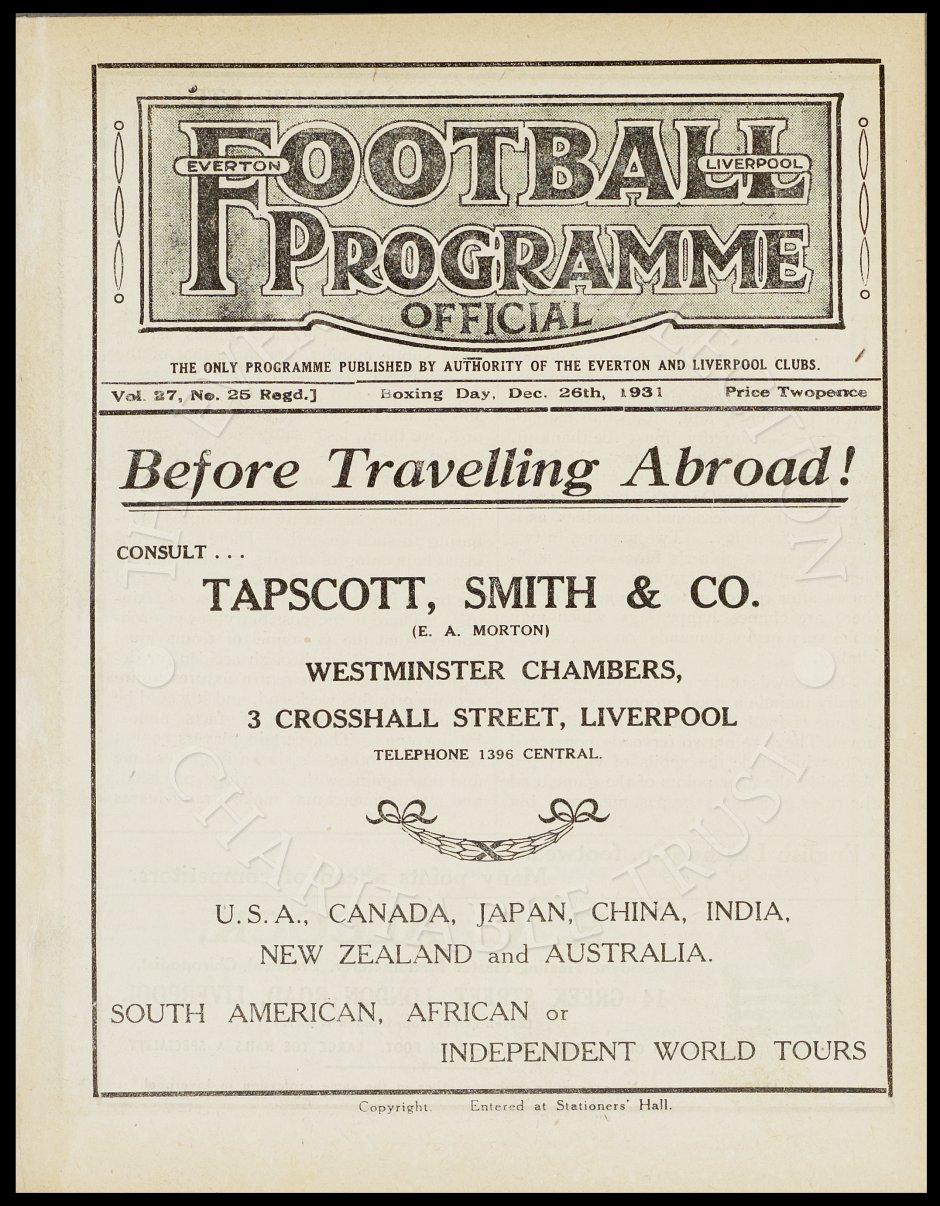 FOOTBALL
EVERTON
LIVERPOOL
PROGRAMME
OFFICIAL
THE ONLY PROGRAMME PUBLISHED BY AUTHORITY OF THE EVERTON AND LIVERPOOL CLUBS.
Vol. 27, No. 25 Regd.] Boxing Day, Dec. 26th, 1931 Price Twopence
Before Travelling Abroad!
CONSULT . . .
TAPSCOTT, SMITH & CO.
(E. A. MORTON)
WESTMINSTER CHAMBERS,
3 CROSSHALL STREET, LIVERPOOL
TELEPHONE 1396 CENTRAL.
U.S.A., CANADA, JAPAN, CHINA, INDIA,
NEW ZEALAND and AUSTRALIA.
SOUTH AMERICAN, AFRICAN or
INDEPENDENT WORLD TOURS
Copyright. Entered at Stationers' Hall.
CHARITABLE TRUST